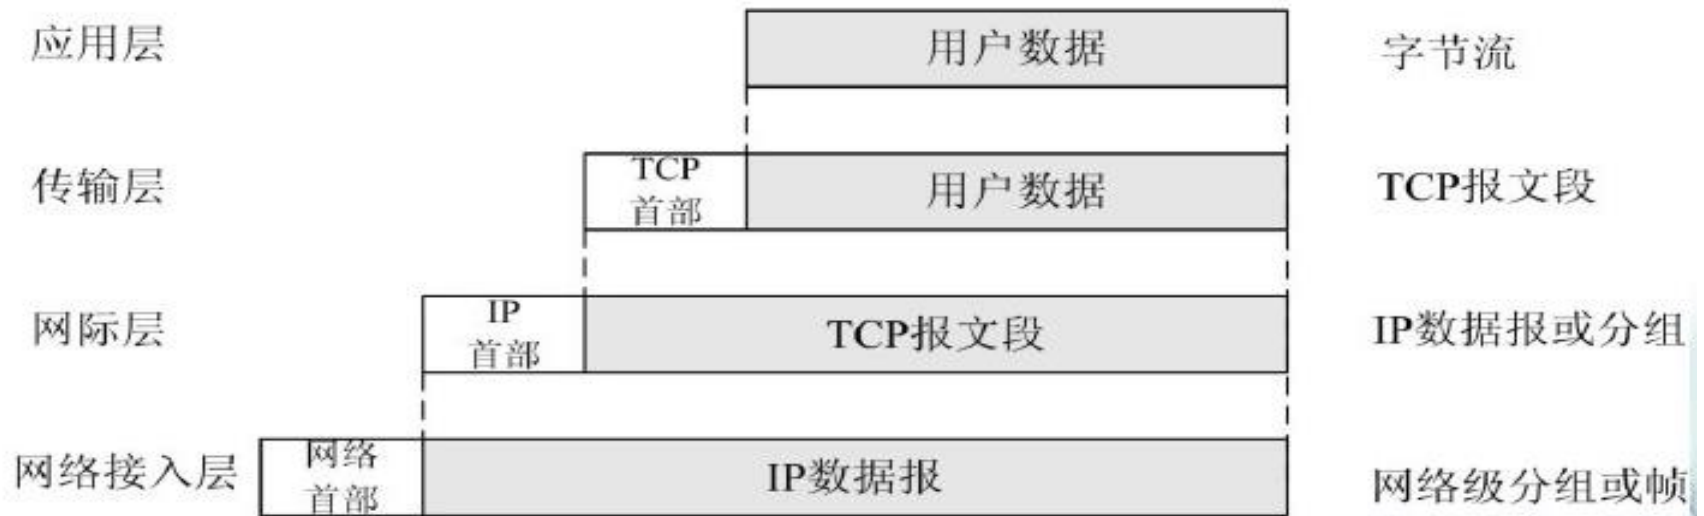 应用层
用户数据
字节流
传输层
TCP
首部
用户数据
TCP报文段
网际层
IP
首部
TCP报文段
IP数据报或分组
网络接入层
网络
首部
IP数据报
网络级分组或帧